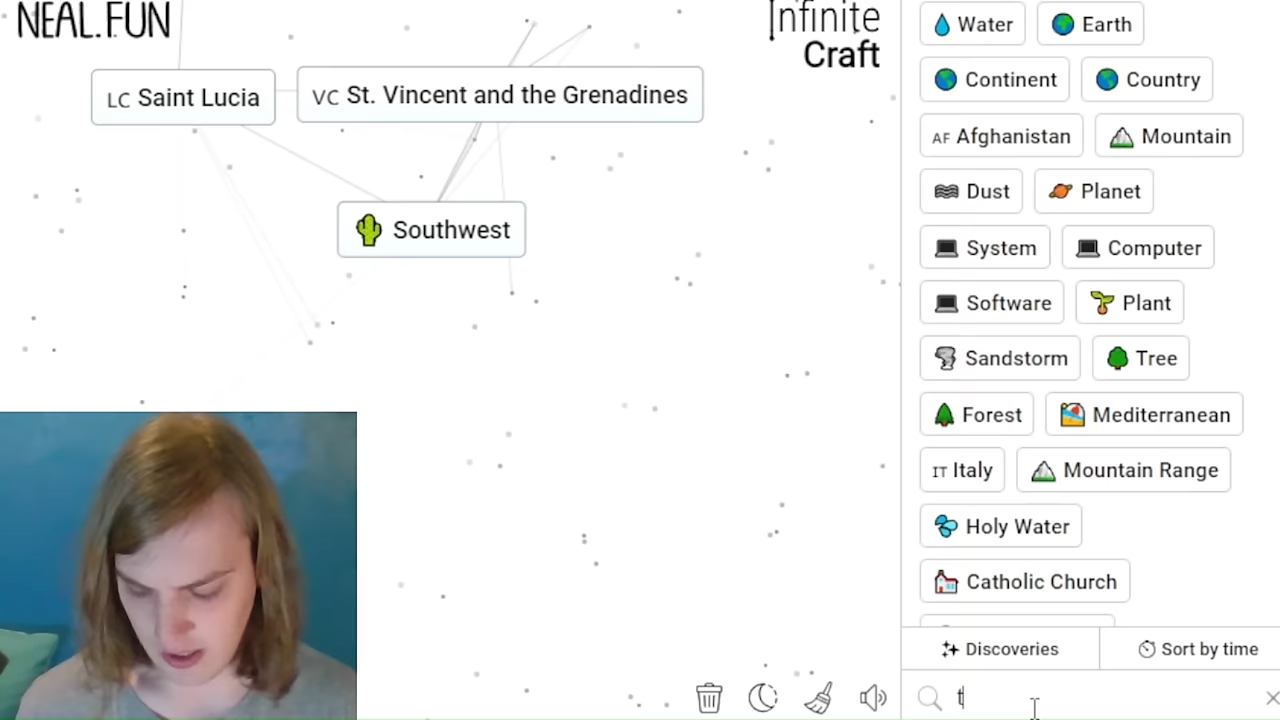 NEAL.FUN
Infinite
Craft
LC Saint Lucia
VC St. Vincent and the Grenadines
Southwest
Water
Earth
Continent
Country
AF Afghanistan
Mountain
Dust
Planet
System
Computer
Software
Plant
Sandstorm
Tree
Forest
Mediterranean
IT Italy
Mountain Range
Holy Water
Catholic Church
Discoveries
Sort by time
t